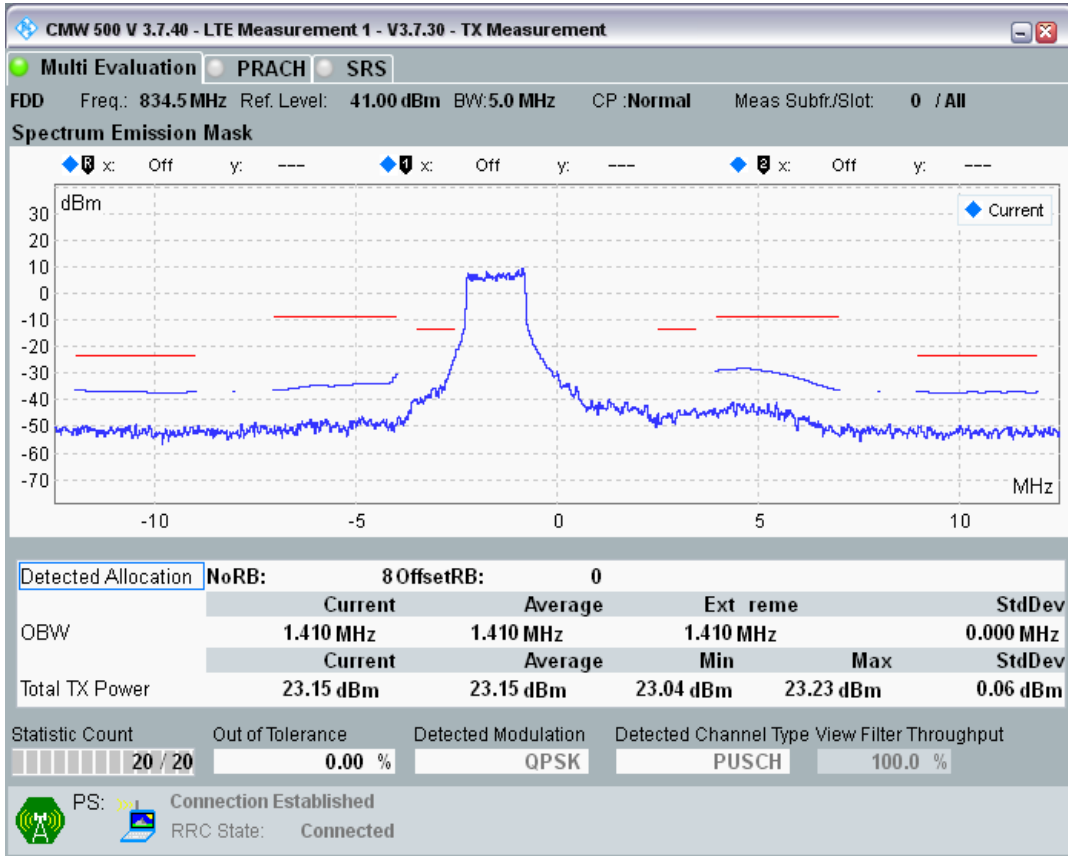 CMW 500 V 3.7.40 - LTE Measurement 1 - V3.7.30 - TX Measurement
Multi Evaluation PRACH SRS
FDD Freq.: 834.5 MHz Ref. Level: 41.00 dBm BW:5.0 MHz CP :Normal Meas Subfr./Slot: 0 / All
Spectrum Emission Mask
R x: Off y: --- 1 x: Off y: --- 2 x: Off y: ---
dBm
Current
30
20
10
0
-10
-20
-30
-40
-50
-60
-70
MHz
-10 -5 0 5 10
Detected Allocation NoRB: 8 OffsetRB: 0
Current Average Ext reme StdDev
OBW 1.410 MHz 1.410 MHz 1.410 MHz 0.000 MHz
Current Average Min Max StdDev
Total TX Power 23.15 dBm 23.15 dBm 23.04 dBm 23.23 dBm 0.06 dBm
Statistic Count Out of Tolerance Detected Modulation Detected Channel Type View Filter Throughput
20 / 20 0.00 % QPSK PUSCH 100.0 %
PS: Connection Established
RRC State: Connected